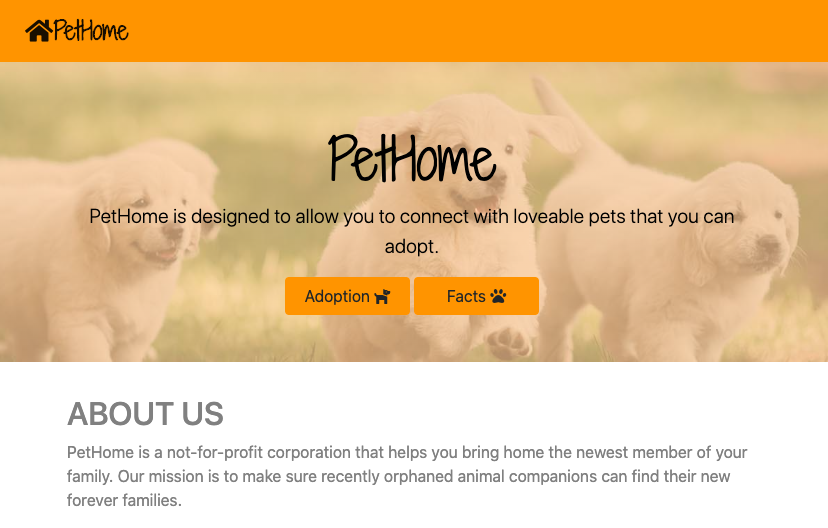 PetHome
PetHome
PetHome is designed to allow you to connect with loveable pets that you can
adopt.
Adoption
Facts
ABOUT US
PetHome is a not-for-profit corporation that helps you bring home the newest member of your
family. Our mission is to make sure recently orphaned animal companions can find their new
forever families.